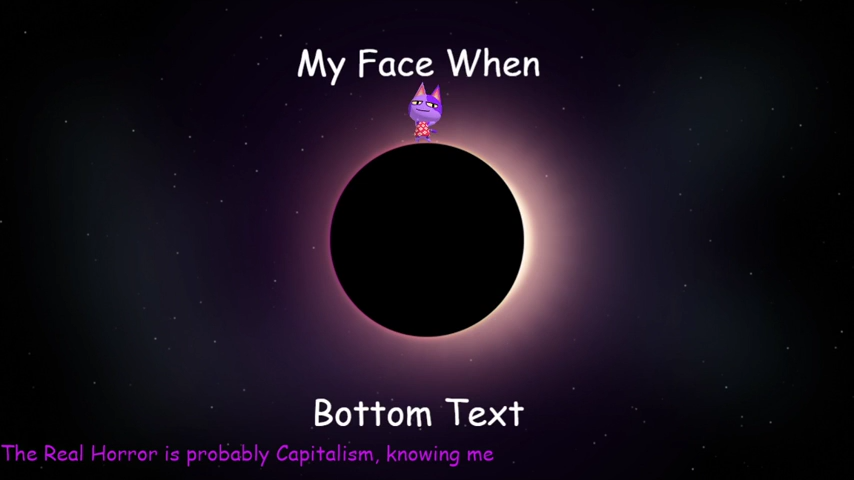 My Face When
Bottom Text
The Real Horror is probably Capitalism, knowing me